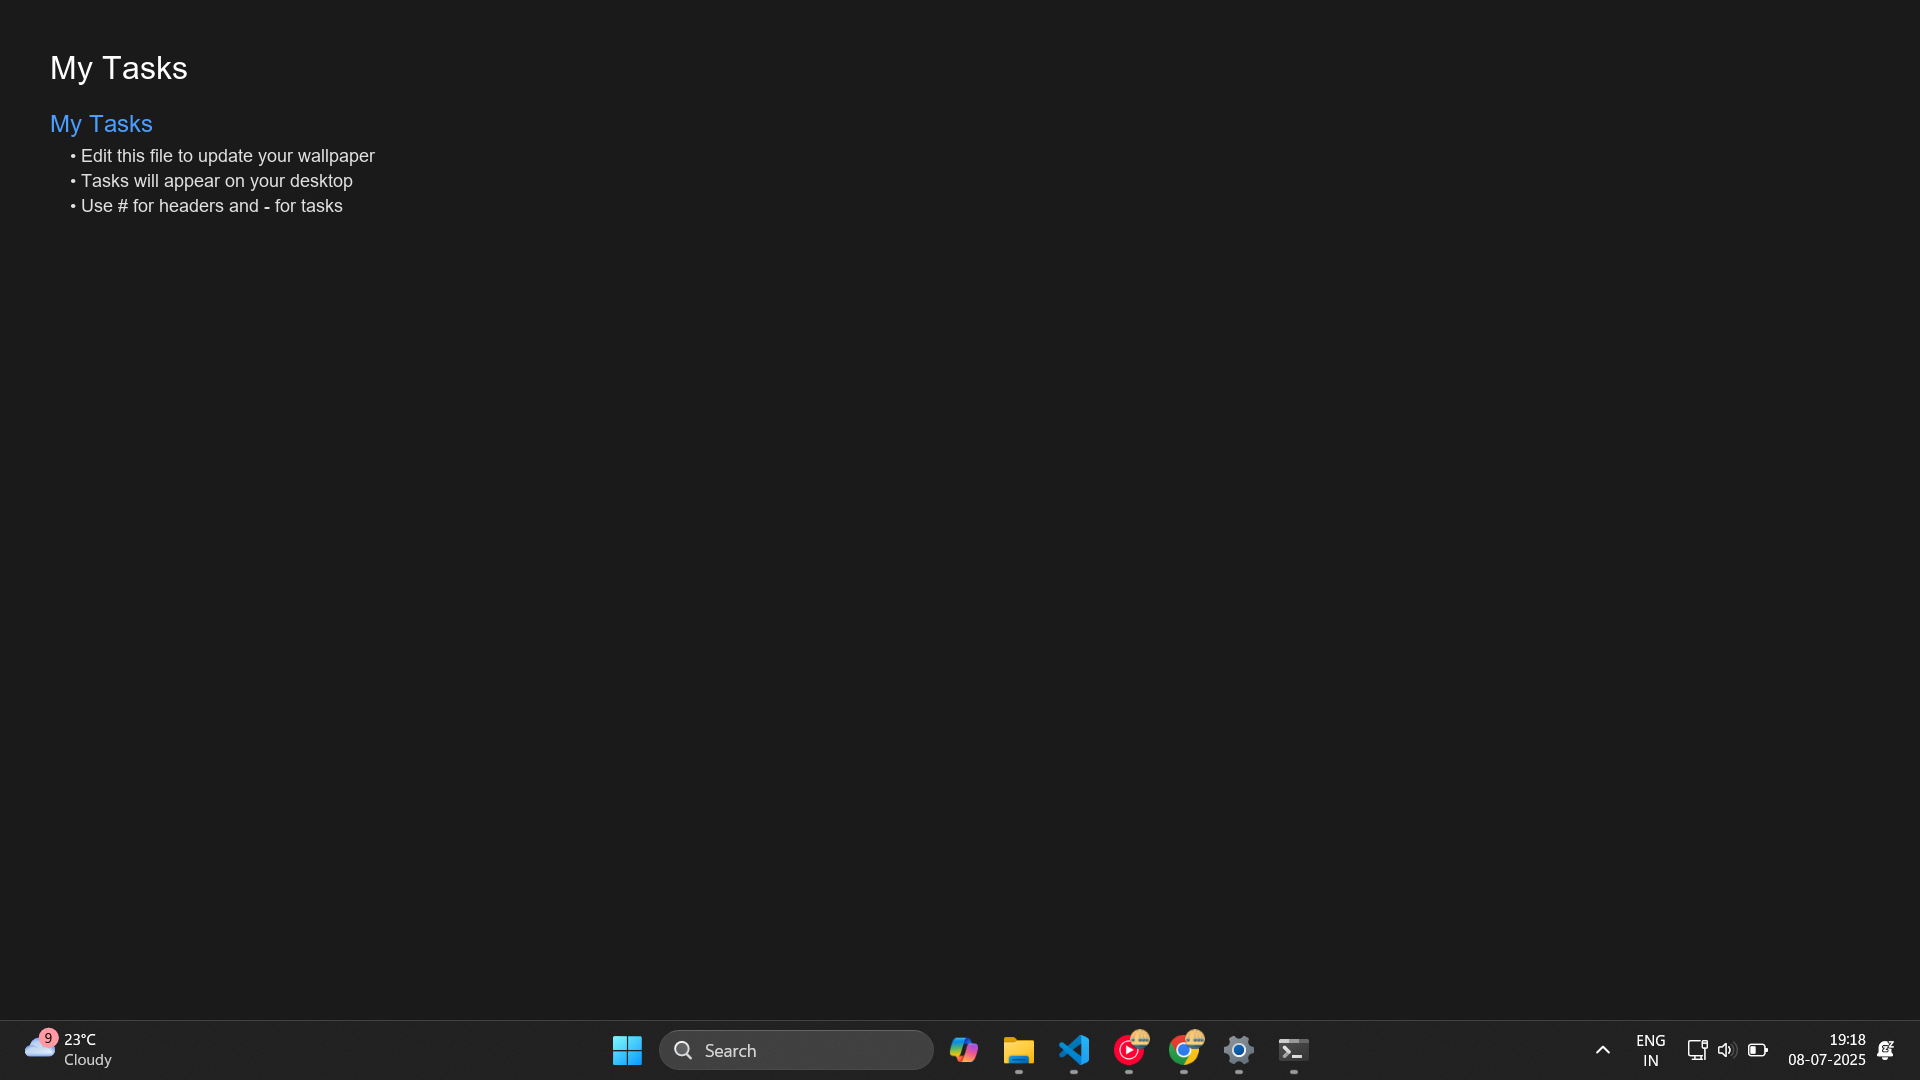 My Tasks
My Tasks
• Edit this file to update your wallpaper
• Tasks will appear on your desktop
• Use # for headers and - for tasks
9
23°C
Cloudy
Search
ENG
IN
19:18
08-07-2025